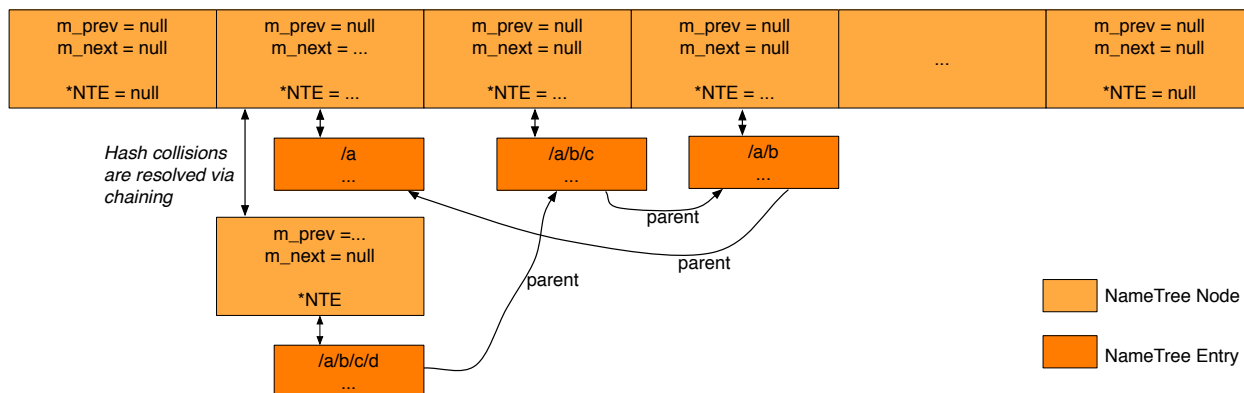 m_prev = null
m_next = null
*NTE = null
m_prev = null
m_next = ...
*NTE = ...
m_prev = null
m_next = null
*NTE = ...
m_prev = null
m_next = null
*NTE = ...
...
m_prev = null
m_next = null
*NTE = null
Hash collisions
are resolved via
chaining
/a
...
/a/b/c
...
/a/b
...
parent
parent
parent
m_prev =...
m_next = null
*NTE
/a/b/c/d
...
NameTree Node
NameTree Entry